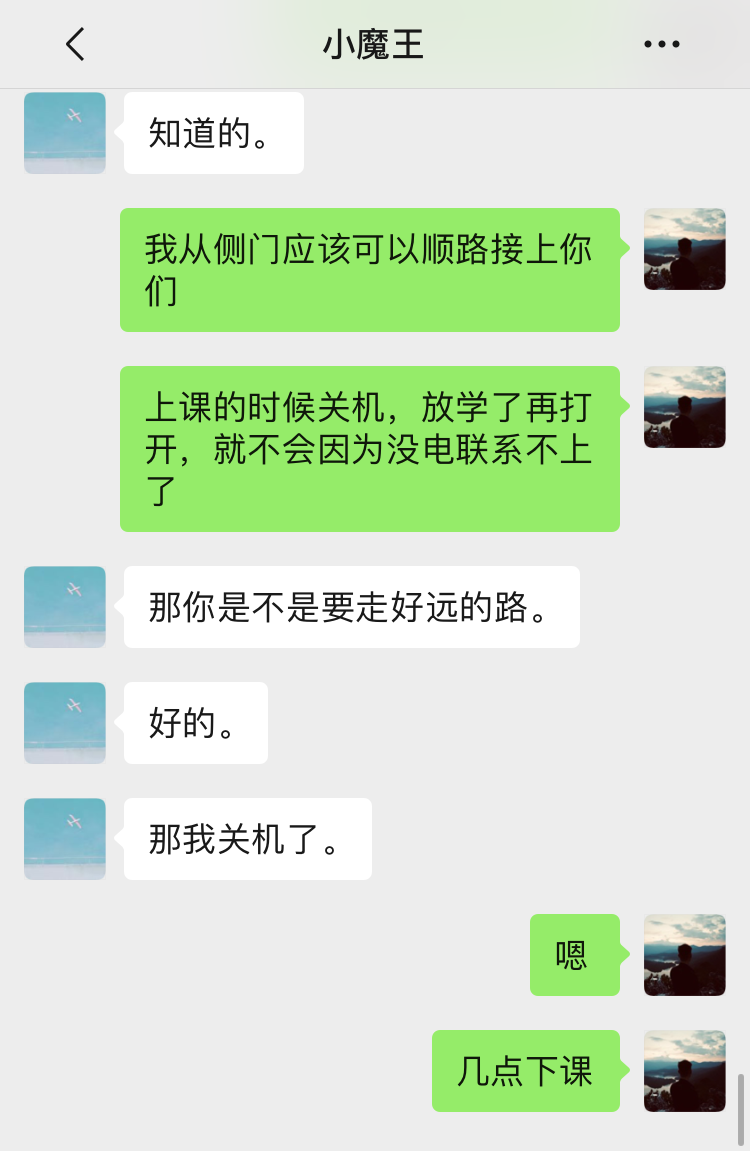 小魔王
知道的。
我从侧门应该可以顺路接上你
们
上课的时候关机，放学了再打
开，就不会因为没电联系不上
了
那你是不是要走好远的路。
好的。
那我关机了。
嗯
几点下课